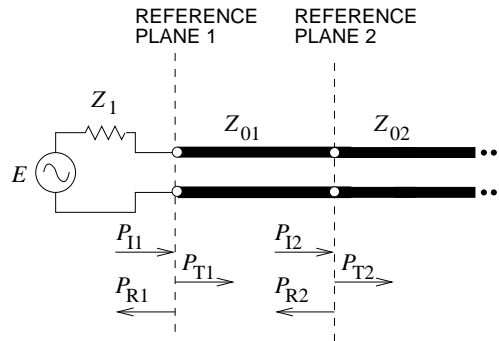 REFERENCE PLANE 1
REFERENCE PLANE 2
Z1
Z01
Z02
E
PI1
PT1
PR1
PI2
PT2
PR2